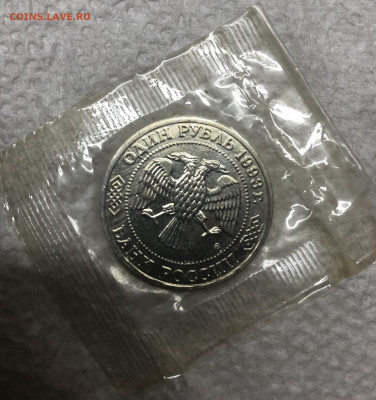 COINS.LAVE.RU
ОДИН РУБЛЬ 1993 г.
БАНК РОССИИ